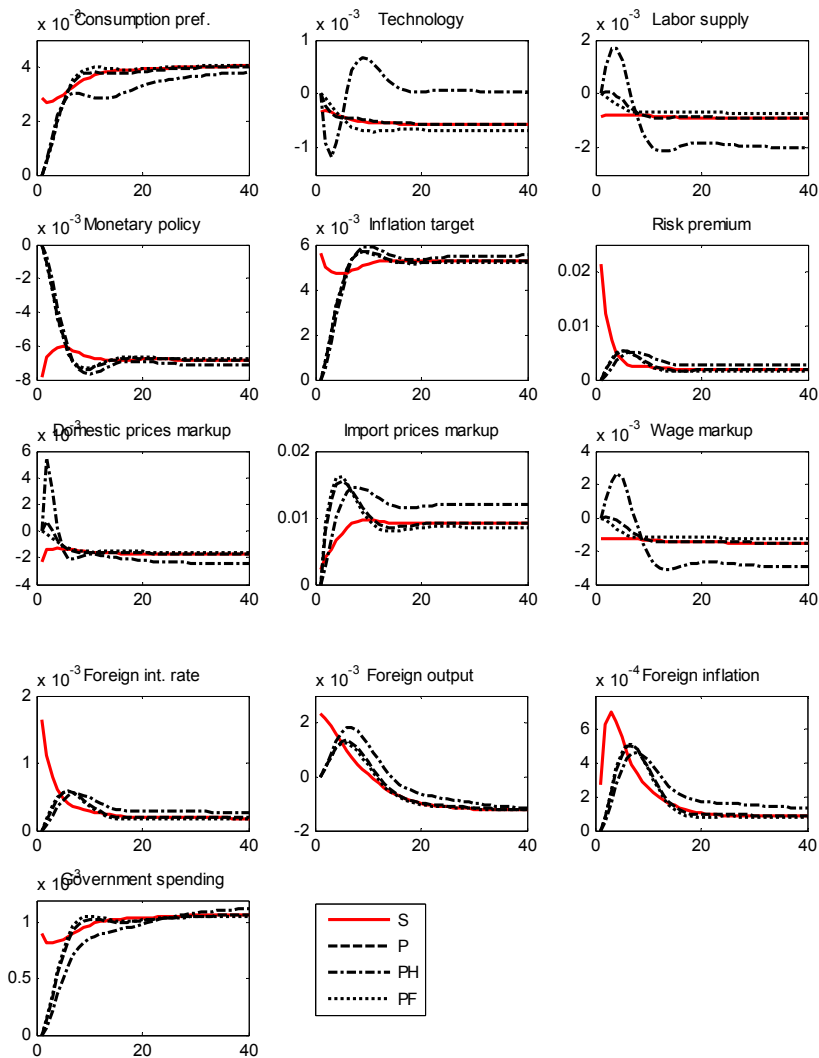 x 10⁻³ Consumption pref.
4
2
0
0 20 40
Technology
x 10⁻³
1
0
-1
0 20 40
Labor supply
x 10⁻³
2
0
-2
0 20 40
x 10⁻³ Monetary policy
0
-2
-4
-6
-8
0 20 40
x 10⁻³ Inflation target
6
4
2
0
0 20 40
Risk premium
0.02
0.01
0
0 20 40
Domestic prices markup
x 10⁻³
6
4
2
0
-2
-4
0 20 40
Import prices markup
0.02
0.01
0
0 20 40
Wage markup
x 10⁻³
4
2
0
-2
-4
0 20 40
x 10⁻³ Foreign int. rate
2
1
0
0 20 40
x 10⁻³ Foreign output
2
0
-2
0 20 40
x 10⁻⁴ Foreign inflation
6
4
2
0
0 20 40
Government spending
x 10⁻³
1
0.5
0
0 20 40
S
P
PH
PF